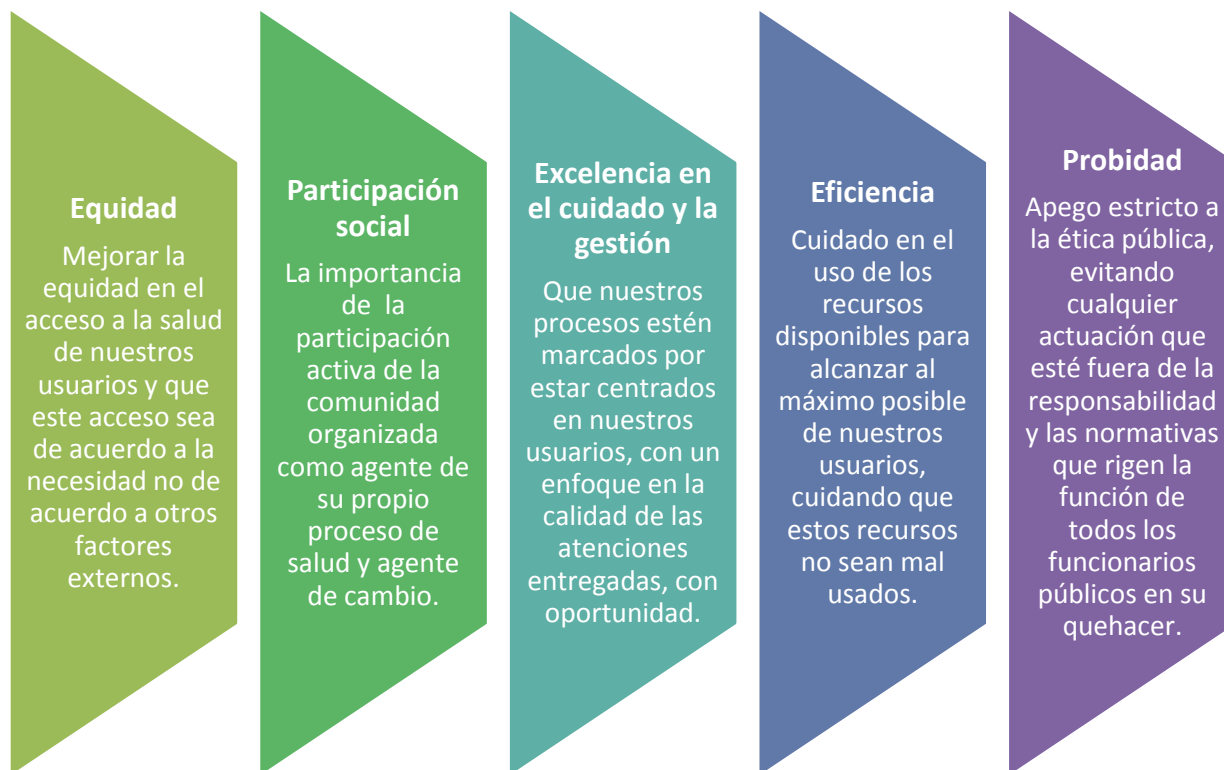 Equidad
Mejorar la
equidad en el
acceso a la salud
de nuestros
usuarios y que
este acceso sea
de acuerdo a la
necesidad no de
acuerdo a otros
factores
externos.
Participación
social
La importancia
de la
participación
activa de la
comunidad
organizada
como agente de
su propio
proceso de
salud y agente
de cambio.
Excelencia en
el cuidado y la
gestión
Que nuestros
procesos estén
marcados por
estar centrados
en nuestros
usuarios, con un
enfoque en la
calidad de las
atenciones
entregadas, con
oportunidad.
Eficiencia
Cuidado en el
uso de los
recursos
disponibles para
alcanzar al
máximo posible
de nuestros
usuarios,
cuidando que
estos recursos
no sean mal
usados.
Probidad
Apego estricto a
la ética pública,
evitando
cualquier
actuación que
esté fuera de la
responsabilidad
y las normativas
que rigen la
función de
todos los
funcionarios
públicos en su
quehacer.